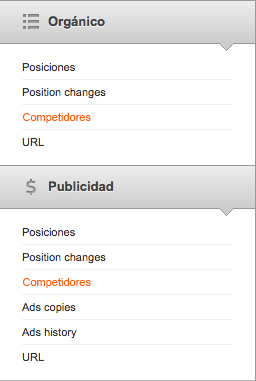 Orgánico
Posiciones
Position changes
Competidores
URL
$ Publicidad
Posiciones
Position changes
Competidores
Ads copies
Ads history
URL